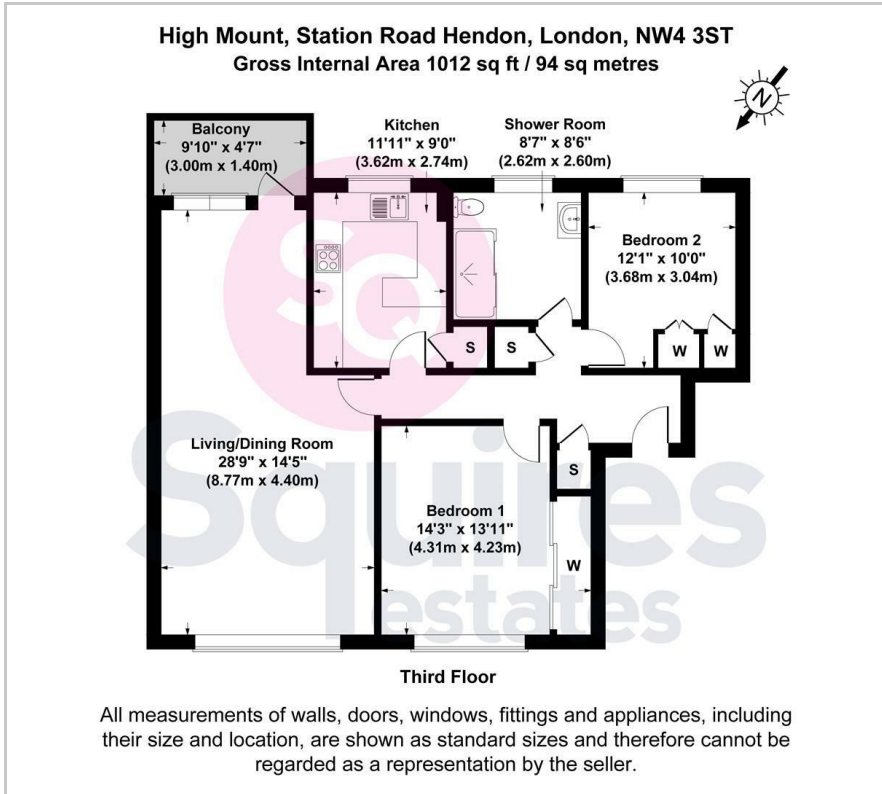 High Mount, Station Road Hendon, London, NW4 3ST
Gross Internal Area 1012 sq ft / 94 sq metres
N
Balcony
9'10" x 4'7"
(3.00m x 1.40m)
Kitchen
11'11" x 9'0"
(3.62m x 2.74m)
Shower Room
8'7" x 8'6"
(2.62m x 2.60m)
Bedroom 2
12'1" x 10'0"
(3.68m x 3.04m)
SQ
S
S
W
W
Living/Dining Room
28'9" x 14'5"
(8.77m x 4.40m)
S
Bedroom 1
14'3" x 13'11"
(4.31m x 4.23m)
W
Squires
estates
Third Floor
All measurements of walls, doors, windows, fittings and appliances, including
their size and location, are shown as standard sizes and therefore cannot be
regarded as a representation by the seller.